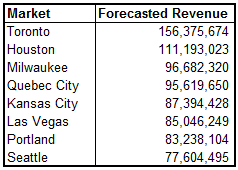 Market Forecasted Revenue
Toronto 156,375,674
Houston 111,193,023
Milwaukee 96,682,320
Quebec City 95,619,650
Kansas City 87,394,428
Las Vegas 85,046,249
Portland 83,238,104
Seattle 77,604,495